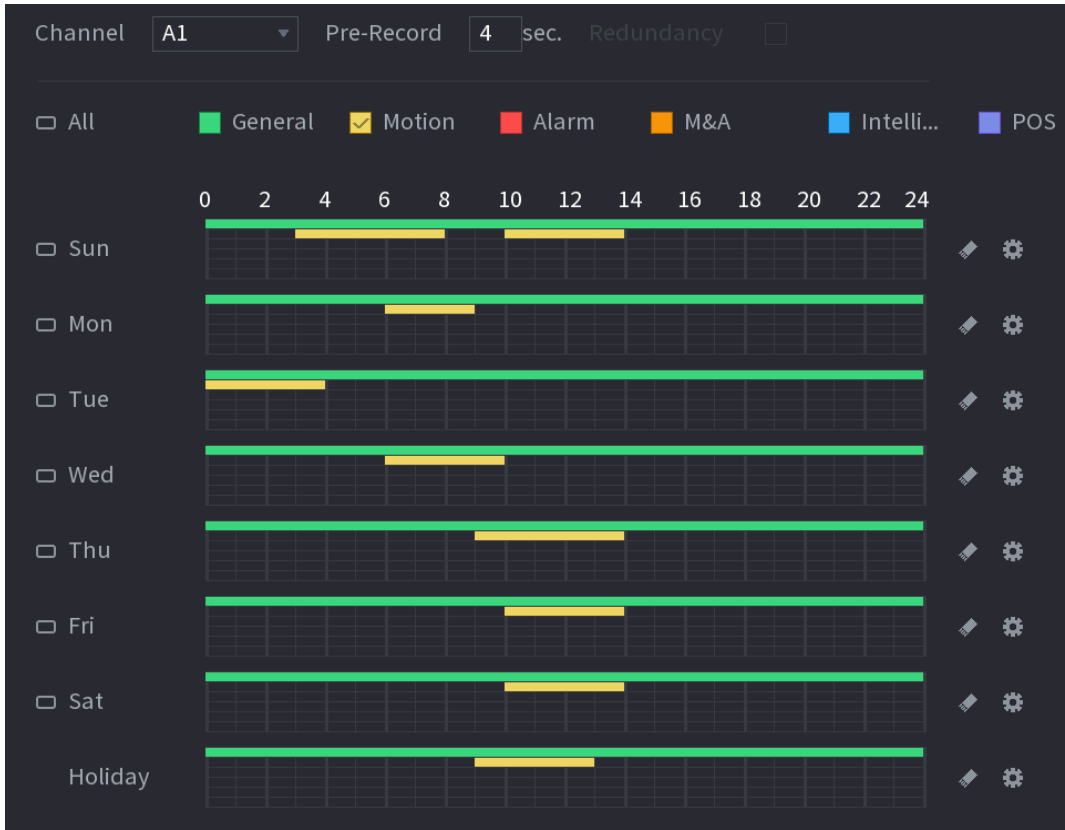 Channel A1 Pre-Record 4 sec. Redundancy
All General Motion Alarm M&A Intelli... POS
0 2 4 6 8 10 12 14 16 18 20 22 24
Sun
Mon
Tue
Wed
Thu
Fri
Sat
Holiday